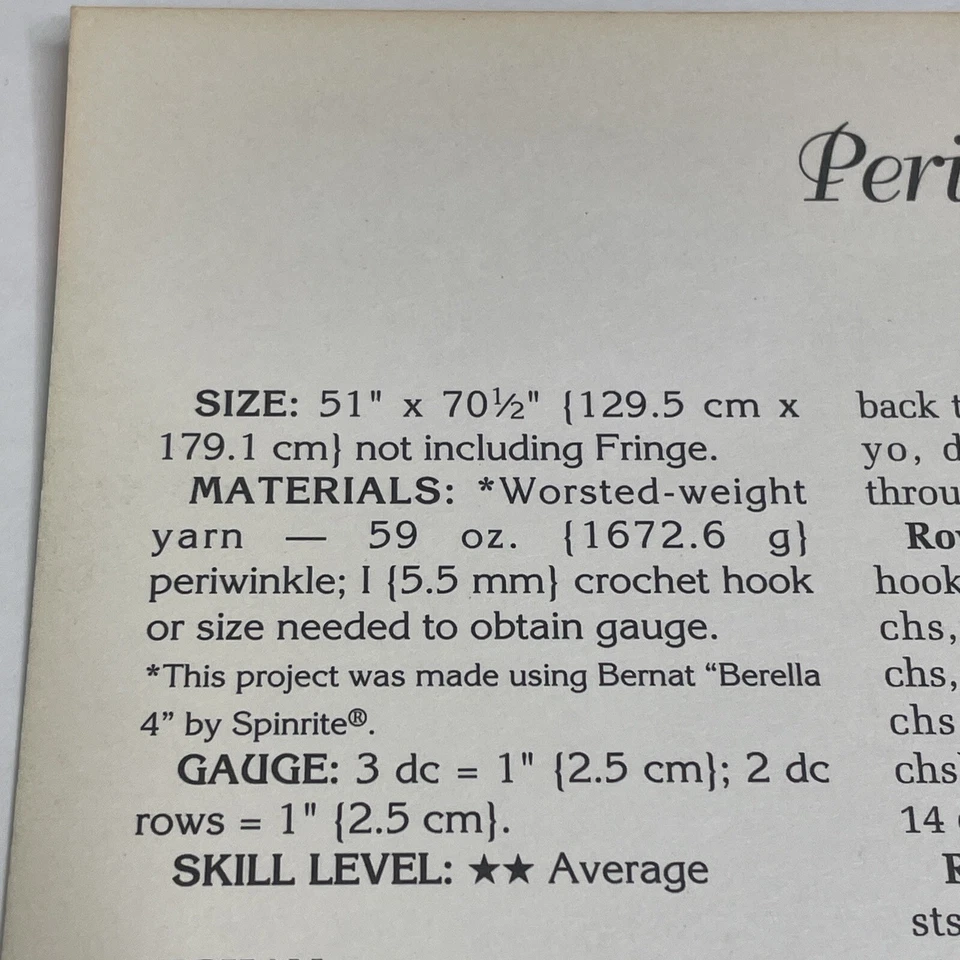 Peri
SIZE: 51" x 70½" {129.5 cm x
179.1 cm} not including Fringe.
MATERIALS: *Worsted-weight
yarn — 59 oz. {1672.6 g}
periwinkle; I {5.5 mm} crochet hook
or size needed to obtain gauge.
*This project was made using Bernat “Berella
4” by Spinrite®.
GAUGE: 3 dc = 1" {2.5 cm}; 2 dc
rows = 1" {2.5 cm}.
SKILL LEVEL: ★★ Average
back t
yo, d
throu
Rov
hook
chs,
chs,
chs
chs
14
sts